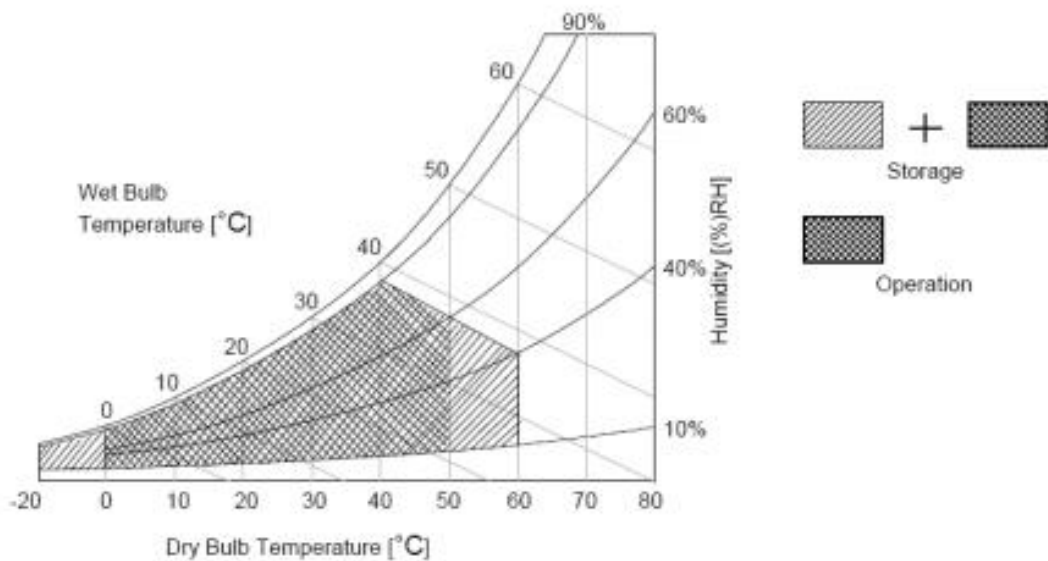 90%
60
60%
50
Wet Bulb
Temperature [°C]
40
40%
30
20
10
0
10%
Humidity [(%)RH]
-20 0 10 20 30 40 50 60 70 80
Dry Bulb Temperature [°C]
+
Storage
Operation